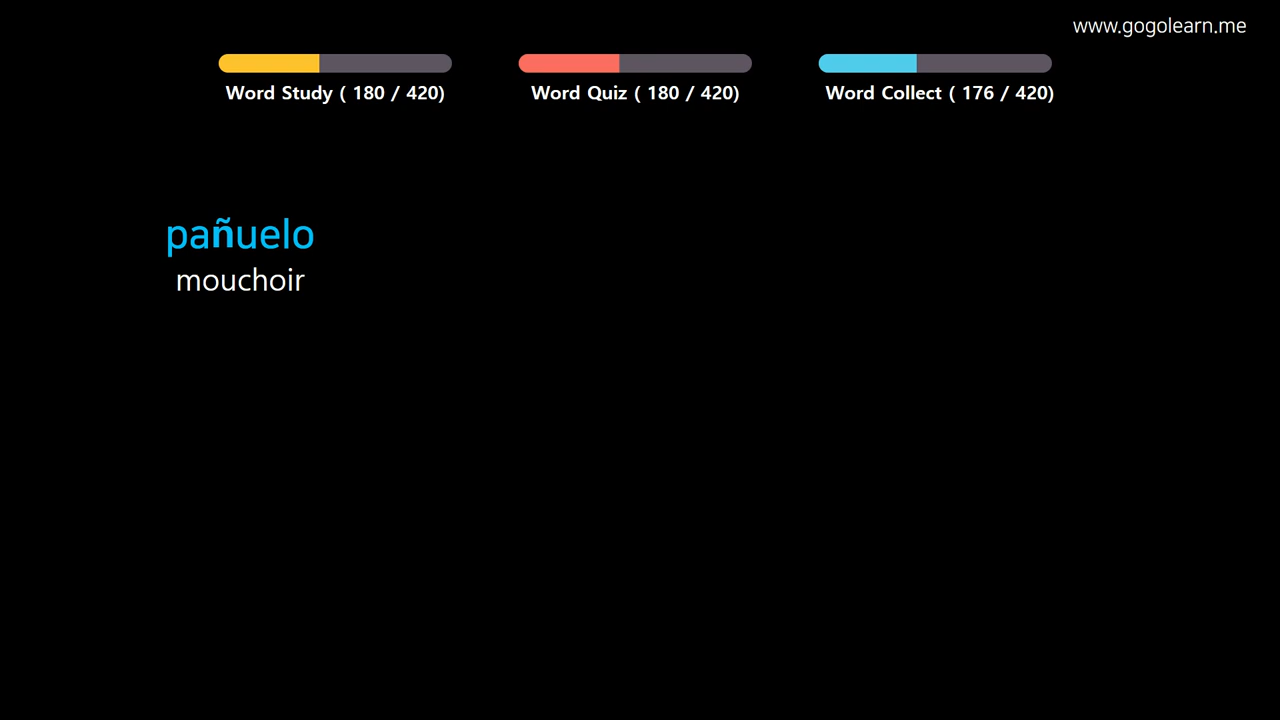 www.gogolearn.me
Word Study ( 180 / 420)
Word Quiz ( 180 / 420)
Word Collect ( 176 / 420)
pañuelo
mouchoir